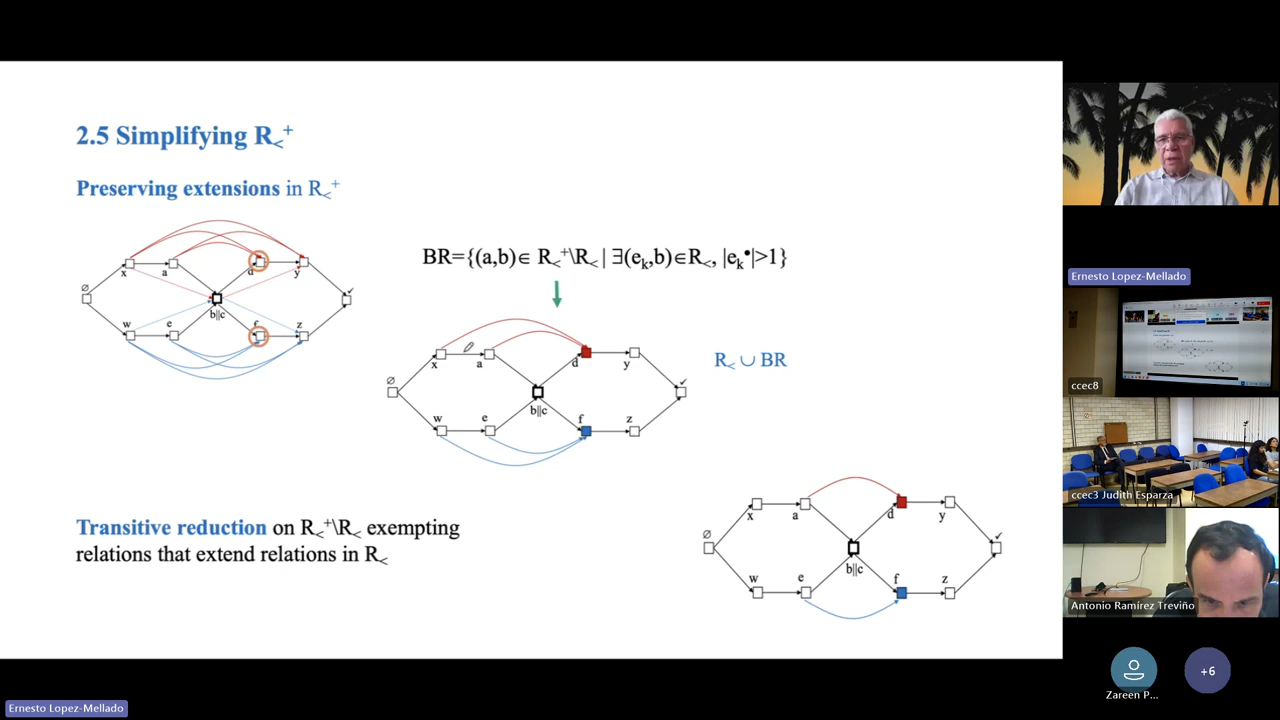 2.5 Simplifying R<⁺
Preserving extensions in R<⁺
∅ x a d y ✓
b||c
w e f z
BR={(a,b)∈ R<⁺\R< | ∃(eₖ,b)∈R<, |eₖ•|>1}
∅ x a d y ✓
b||c
w e f z
R< ∪ BR
Transitive reduction on R<⁺\R< exempting
relations that extend relations in R<
∅ x a d y ✓
b||c
w e f z
Ernesto Lopez-Mellado
ccec8
ccec3 Judith Esparza
Antonio Ramírez Treviño
Zareen P...
+6
Ernesto Lopez-Mellado